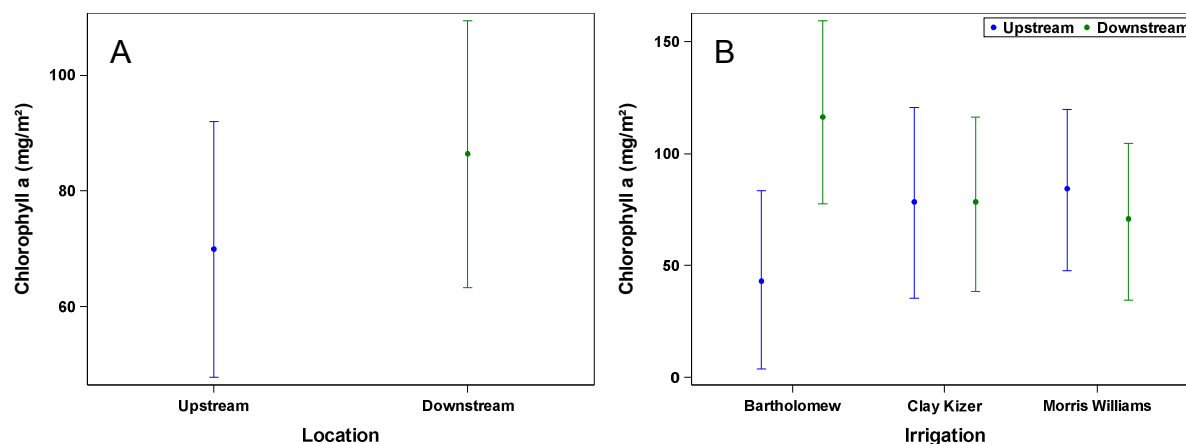 A
Chlorophyll a (mg/m²)
100
80
60
Upstream
Downstream
Location
B
Upstream Downstream
Chlorophyll a (mg/m²)
150
100
50
0
Bartholomew
Clay Kizer
Morris Williams
Irrigation